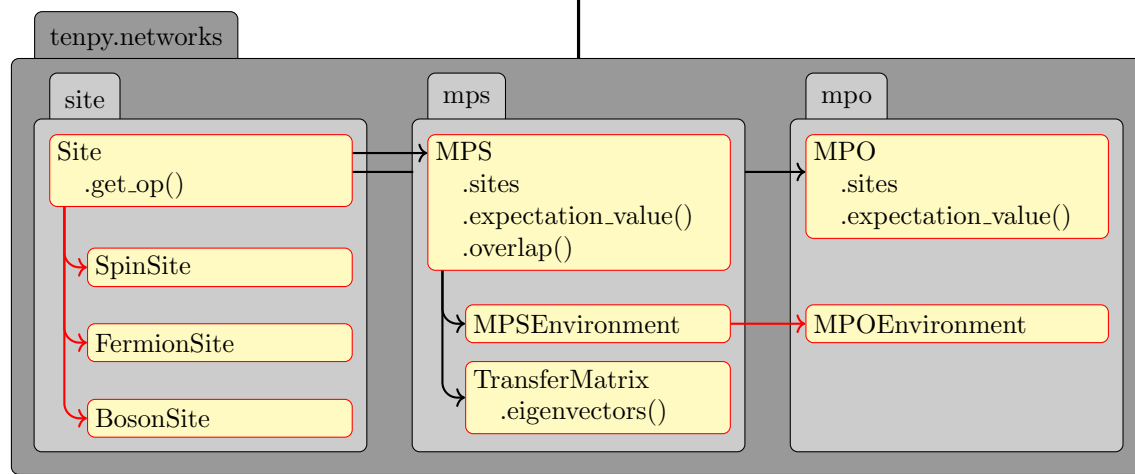 tenpy.networks
site
Site
.get_op()
SpinSite
FermionSite
BosonSite
mps
MPS
.sites
.expectation_value()
.overlap()
MPSEnvironment
TransferMatrix
.eigenvectors()
mpo
MPO
.sites
.expectation_value()
MPOEnvironment